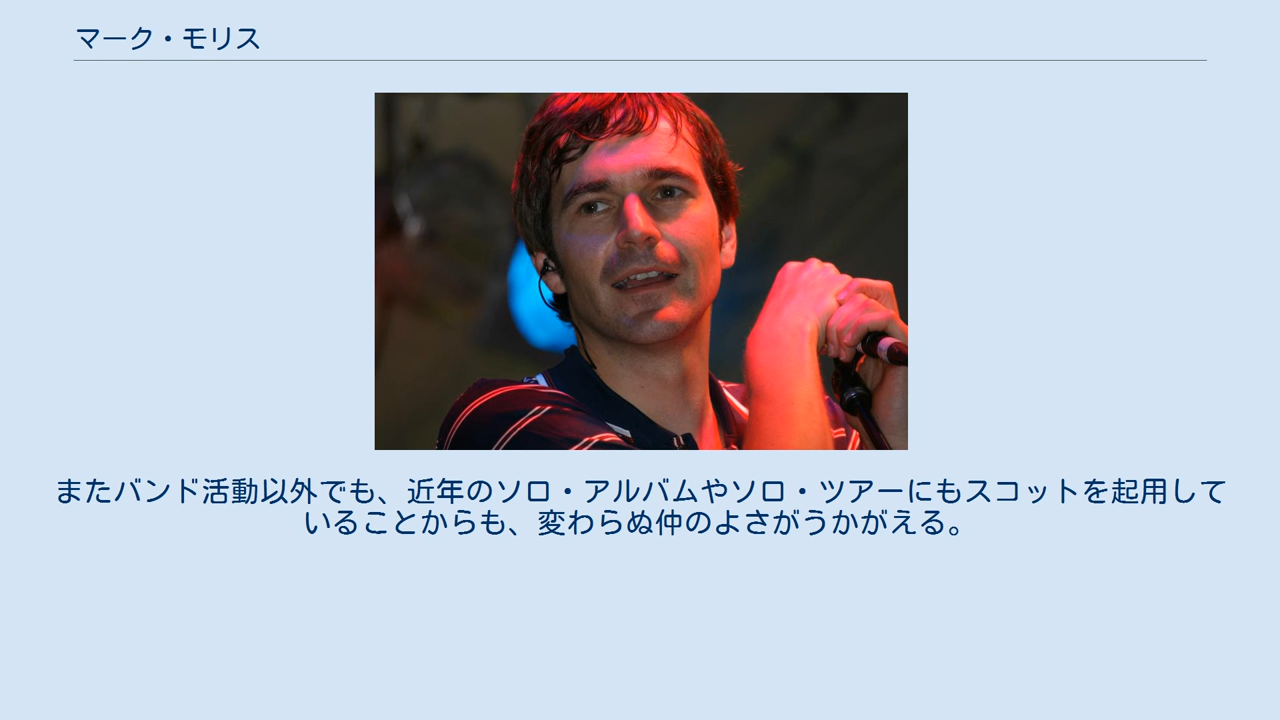 マーク・モリス
またバンド活動以外でも、近年のソロ・アルバムやソロ・ツアーにもスコットを起用して
いることからも、変わらぬ仲のよさがうかがえる。